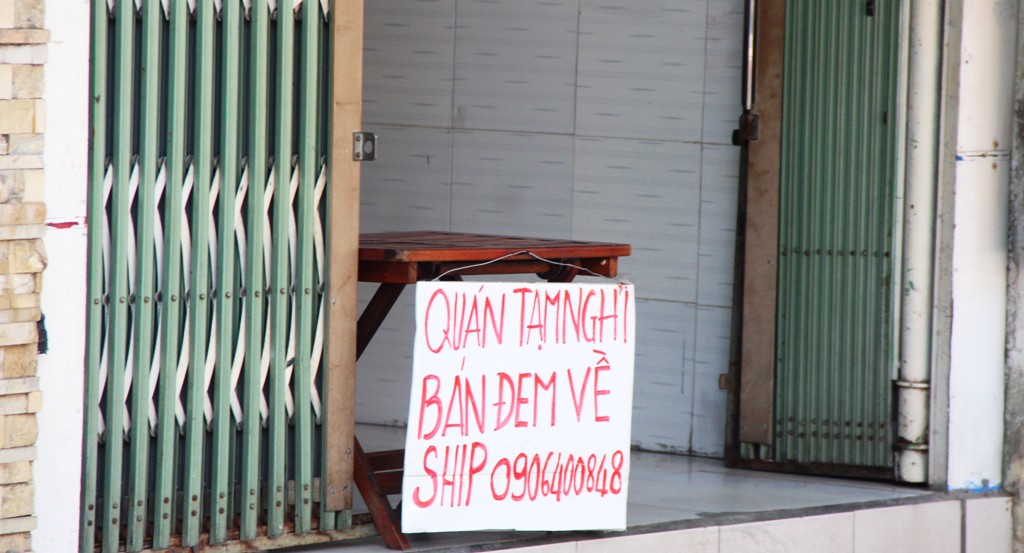 QUÁN TẠM NGHỈ
BÁN ĐEM VỀ
SHIP 0906400848